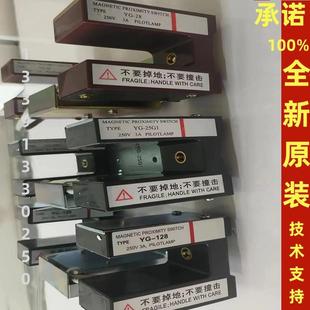 MAGNETIC PROXIMITY SWITCH
TYPE YG-28
250V 3A PILOTLAMP
不要掉地;不要撞击
FRAGILE:HANDLE WITH CARE
MAGNETIC PROXIMITY SWITCH
TYPE YG-25G1
250V 3A PILOTLAMP
不要掉地;不要撞击
FRAGILE:HANDLE WITH CARE
MAGNETIC PROXIMITY SWITCH
TYPE YG-128
250V 3A PILOTLAMP
不要掉地;不要撞击
FRAGILE:HANDLE WITH CARE
承诺
100%
全新原装
技术支持
13341330250